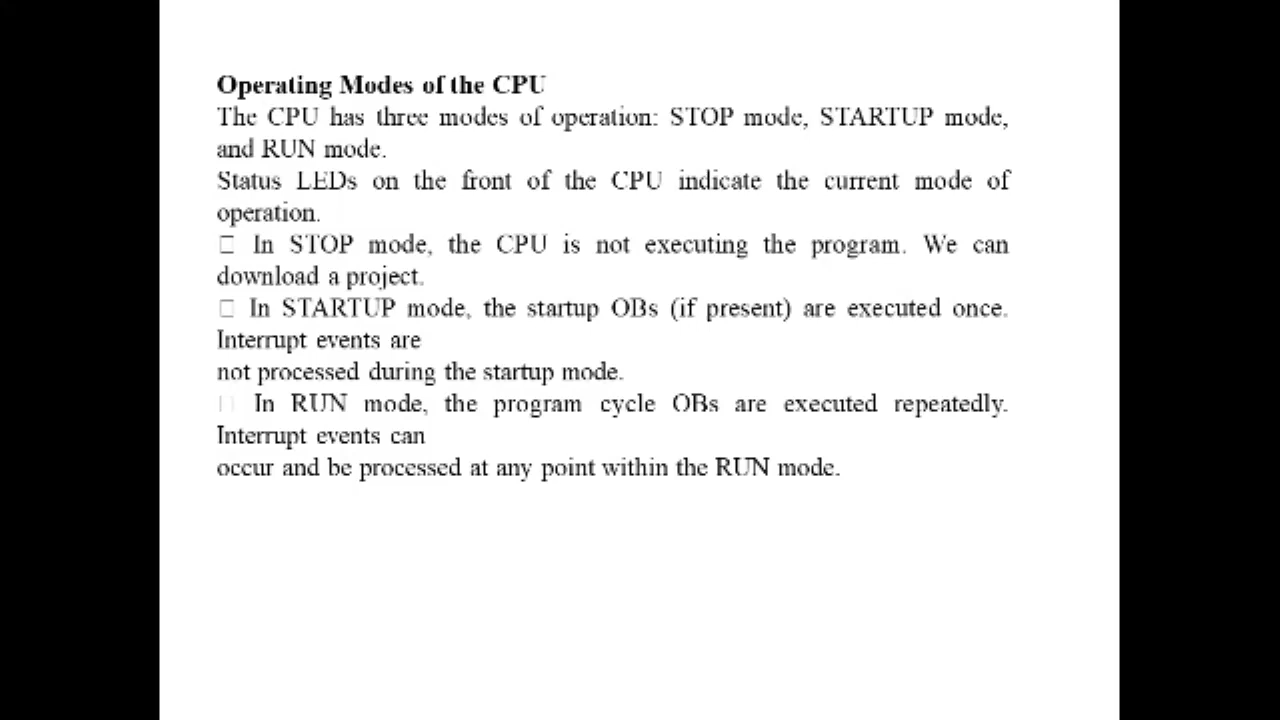 Operating Modes of the CPU
The CPU has three modes of operation: STOP mode, STARTUP mode,
and RUN mode.
Status LEDs on the front of the CPU indicate the current mode of
operation.
□ In STOP mode, the CPU is not executing the program. We can
download a project.
□ In STARTUP mode, the startup OBs (if present) are executed once.
Interrupt events are
not processed during the startup mode.
□ In RUN mode, the program cycle OBs are executed repeatedly.
Interrupt events can
occur and be processed at any point within the RUN mode.